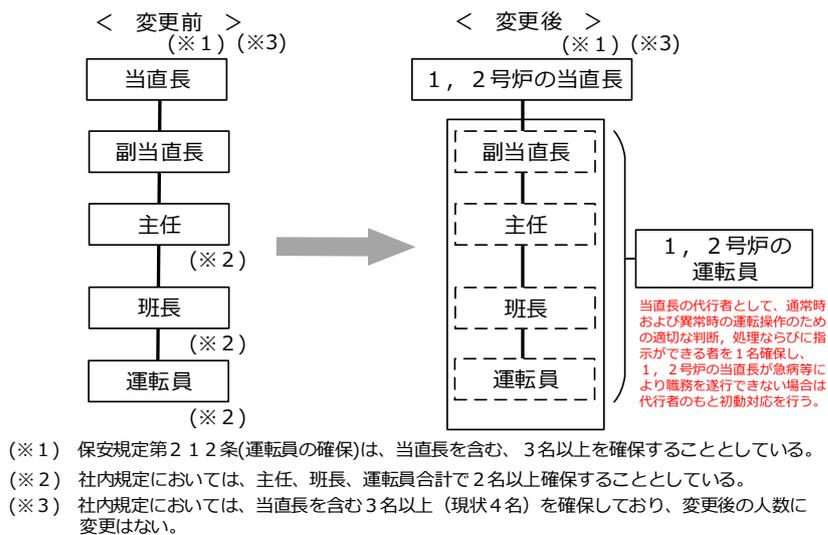 ＜　変更前　＞
(※１) (※3)
当直長
副当直長
主任
(※２)
班長
(※２)
運転員
(※２)
＜　変更後　＞
(※１) (※3)
１，２号炉の当直長
副当直長
主任
班長
運転員
１，２号炉の
運転員
当直長の代行者として、通常時
および異常時の運転操作のため
の適切な判断，処理ならびに指
示ができる者を１名確保し、
１，２号炉の当直長が急病等に
より職務を遂行できない場合は
代行者のもと初動対応を行う。
(※１)　保安規定第２１２条(運転員の確保)は、当直長を含む、３名以上を確保することとしている。
(※２)　社内規定においては、主任、班長、運転員合計で２名以上確保することとしている。
(※３)　社内規定においては、当直長を含む３名以上（現状４名）を確保しており、変更後の人数に
変更はない。